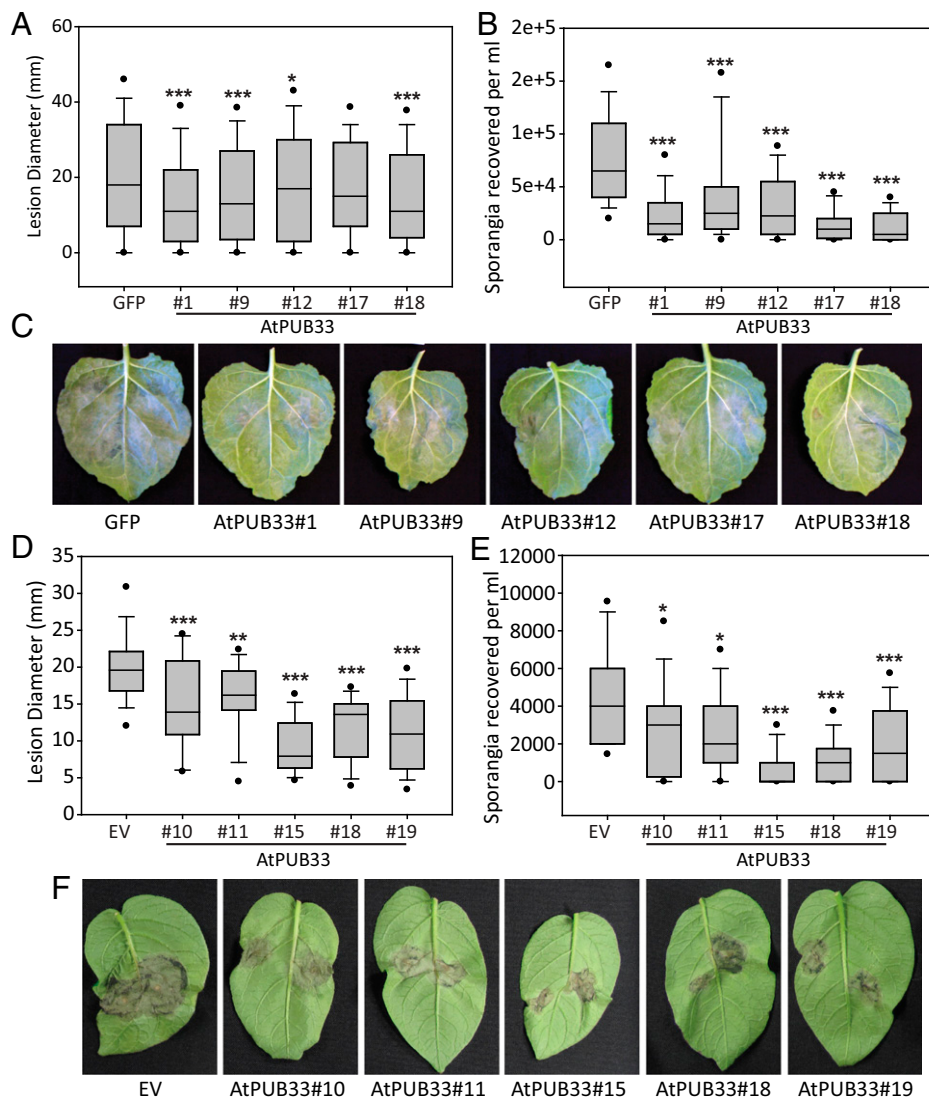 A
Lesion Diameter (mm)
60
40
20
0
***
***
*
***
GFP #1 #9 #12 #17 #18
AtPUB33
B
Sporangia recovered per ml
2e+5
2e+5
1e+5
5e+4
0
***
***
***
***
***
GFP #1 #9 #12 #17 #18
AtPUB33
C
GFP AtPUB33#1 AtPUB33#9 AtPUB33#12 AtPUB33#17 AtPUB33#18
D
Lesion Diameter (mm)
35
30
25
20
15
10
5
0
***
**
***
***
***
EV #10 #11 #15 #18 #19
AtPUB33
E
Sporangia recovered per ml
12000
10000
8000
6000
4000
2000
0
*
*
***
***
***
EV #10 #11 #15 #18 #19
AtPUB33
F
EV AtPUB33#10 AtPUB33#11 AtPUB33#15 AtPUB33#18 AtPUB33#19